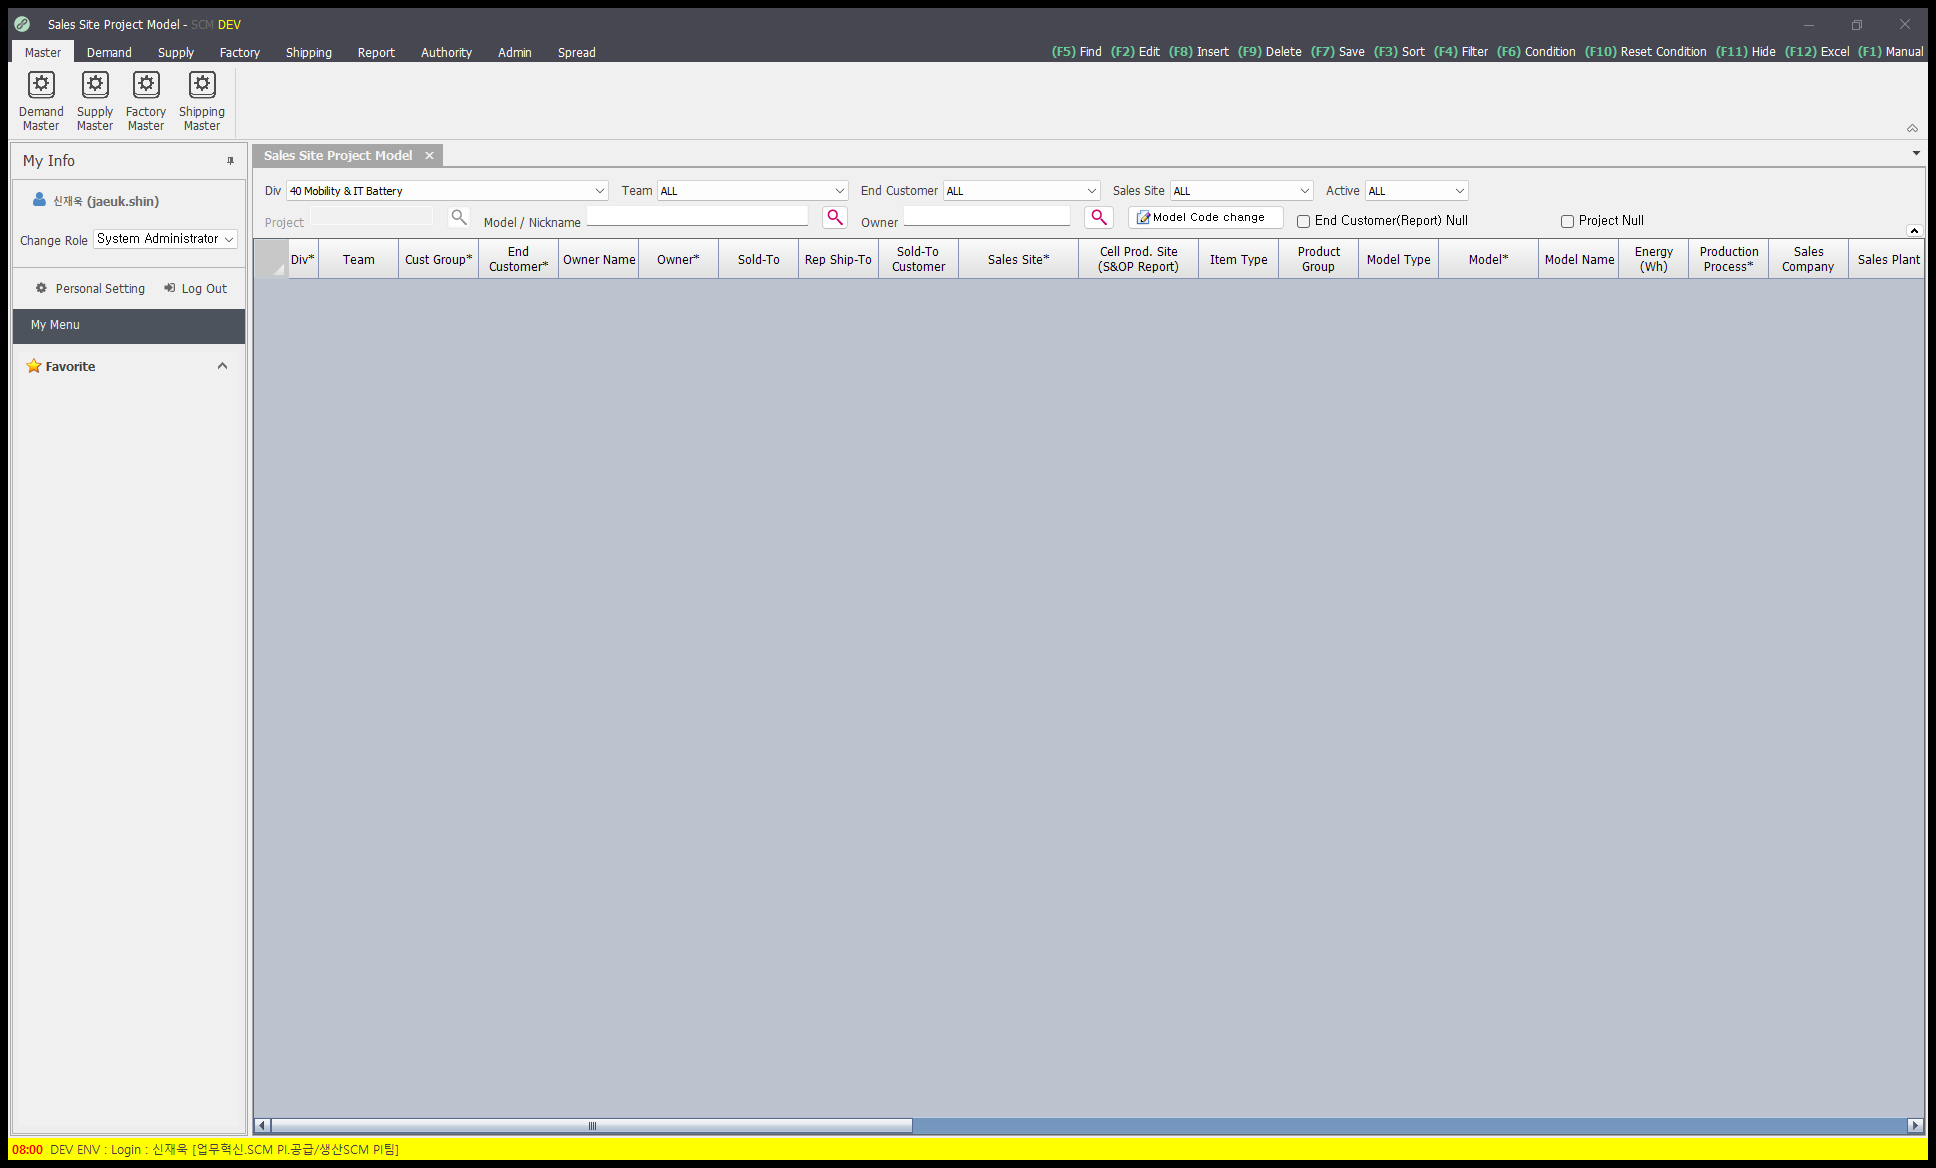 Sales Site Project Model - SCM DEV
Master Demand Supply Factory Shipping Report Authority Admin Spread
(F5) Find (F2) Edit (F8) Insert (F9) Delete (F7) Save (F3) Sort (F4) Filter (F6) Condition (F10) Reset Condition (F11) Hide (F12) Excel (F1) Manual
Demand Master
Supply Master
Factory Master
Shipping Master
My Info
신재욱 (jaeuk.shin)
Change Role System Administrator
Personal Setting Log Out
My Menu
Favorite
Sales Site Project Model
Div 40 Mobility & IT Battery Team ALL End Customer ALL Sales Site ALL Active ALL
Project Model / Nickname Owner Model Code change End Customer(Report) Null Project Null
Div*
Team
Cust Group*
End Customer*
Owner Name
Owner*
Sold-To
Rep Ship-To
Sold-To Customer
Sales Site*
Cell Prod. Site (S&OP Report)
Item Type
Product Group
Model Type
Model*
Model Name
Energy (Wh)
Production Process*
Sales Company
Sales Plant
08:00 DEV ENV : Login : 신재욱 [업무혁신.SCM PI.공급/생산SCM PI팀]